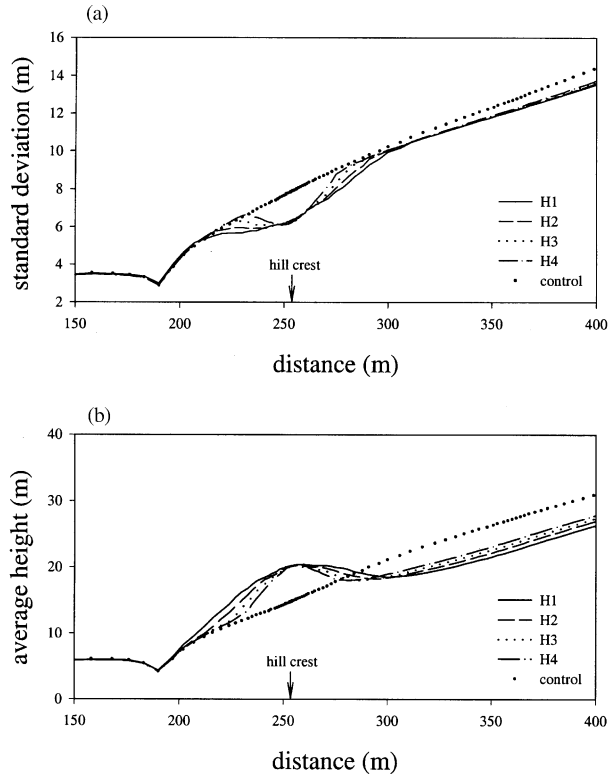 (a)
16
14
12
10
8
6
4
2
standard deviation (m)
H1
H2
H3
H4
control
hill crest
150 200 250 300 350 400
distance (m)
(b)
40
30
20
10
0
average height (m)
H1
H2
H3
H4
control
hill crest
150 200 250 300 350 400
distance (m)